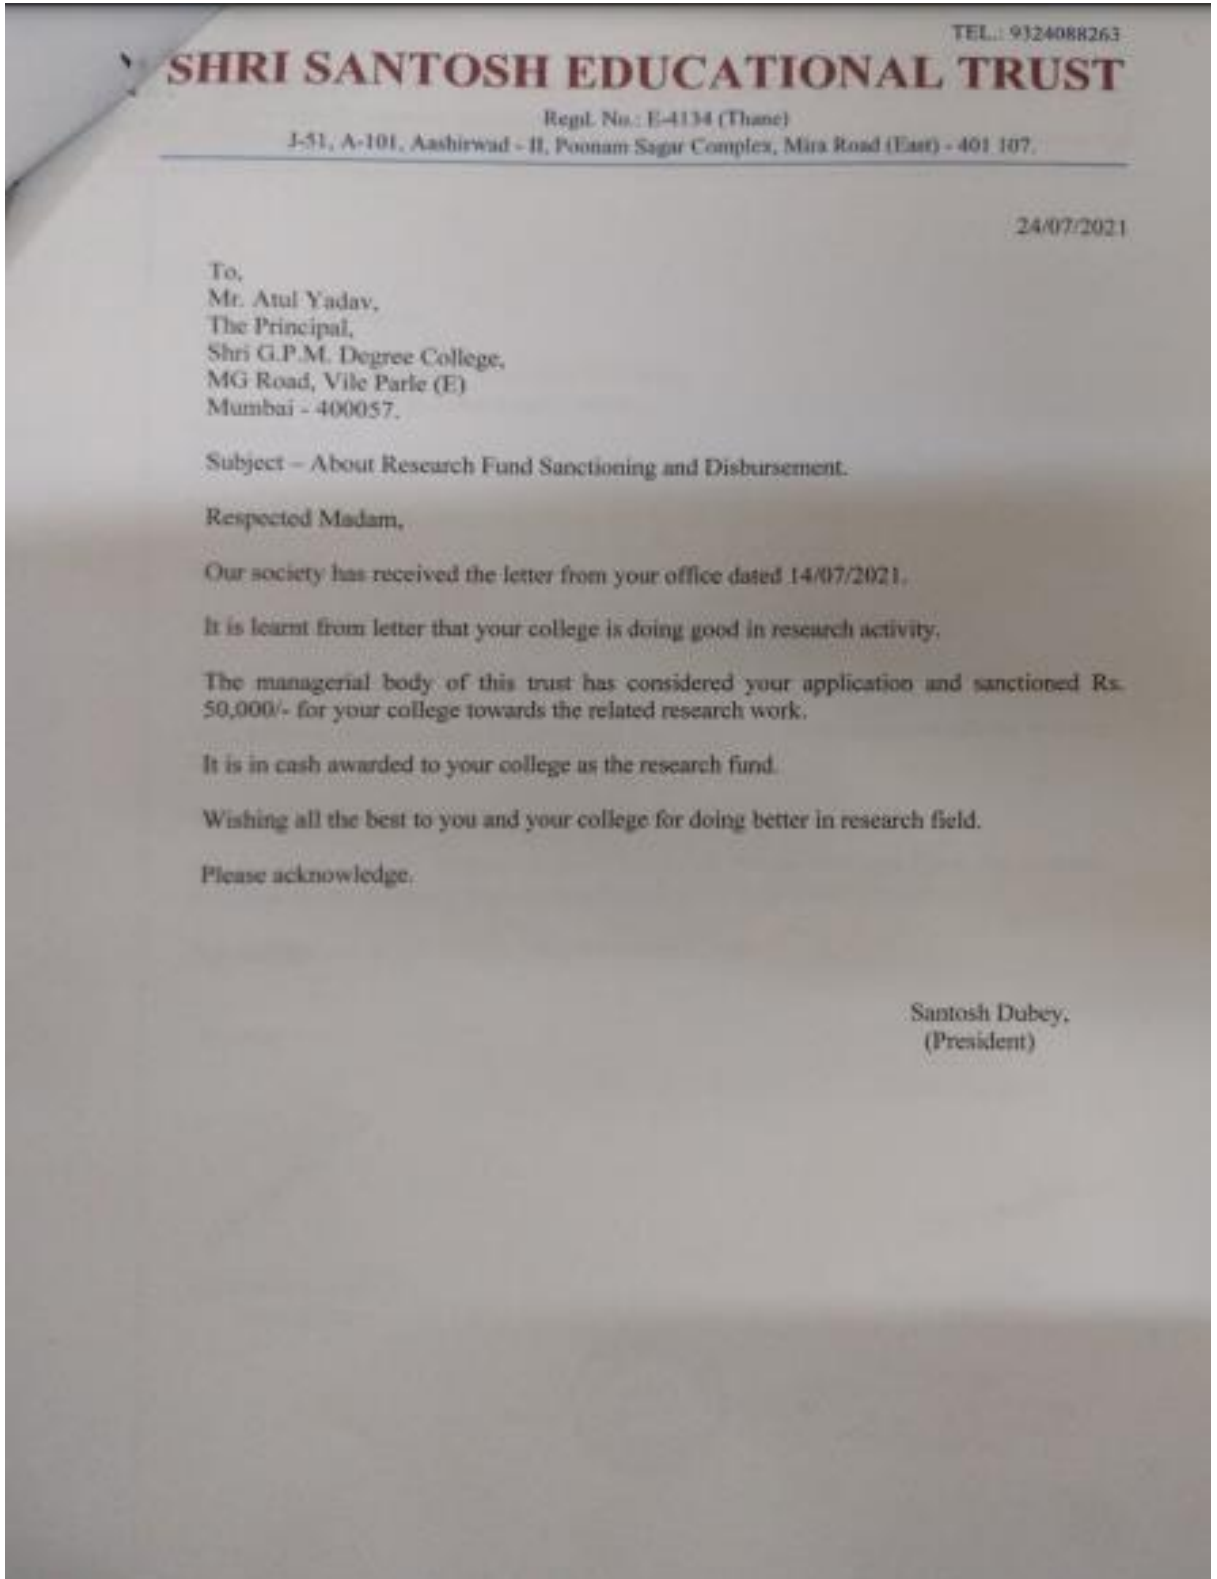 TEL.: 9324088263
SHRI SANTOSH EDUCATIONAL TRUST
Regd. No.: E-4134 (Thane)
J-51, A-101, Aashirwad - II, Poonam Sagar Complex, Mira Road (East) - 401 107.
24/07/2021
To,
Mr. Atul Yadav,
The Principal,
Shri G.P.M. Degree College,
MG Road, Vile Parle (E)
Mumbai - 400057.
Subject – About Research Fund Sanctioning and Disbursement.
Respected Madam,
Our society has received the letter from your office dated 14/07/2021.
It is learnt from letter that your college is doing good in research activity.
The managerial body of this trust has considered your application and sanctioned Rs.
50,000/- for your college towards the related research work.
It is in cash awarded to your college as the research fund.
Wishing all the best to you and your college for doing better in research field.
Please acknowledge.
Santosh Dubey,
(President)